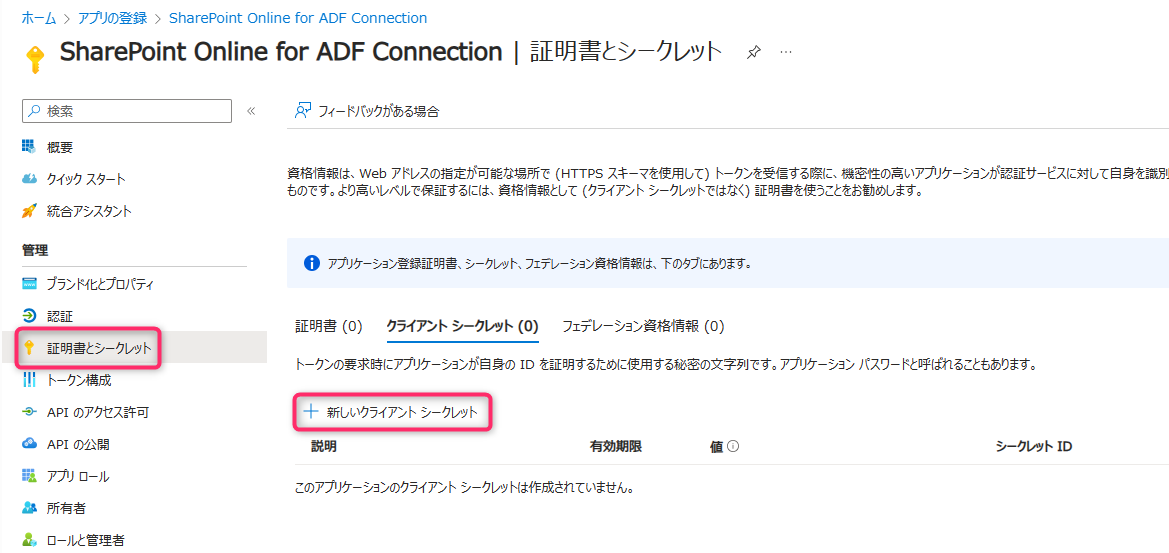 ホーム > アプリの登録 > SharePoint Online for ADF Connection
SharePoint Online for ADF Connection | 証明書とシークレット
検索
概要
クイック スタート
統合アシスタント
管理
ブランド化とプロパティ
認証
証明書とシークレット
トークン構成
API のアクセス許可
API の公開
アプリ ロール
所有者
ロールと管理者
フィードバックがある場合
資格情報は、Web アドレスの指定が可能な場所で (HTTPS スキーマを使用して) トークンを受信する際に、機密性の高いアプリケーションが認証サービスに対して自身を識別
ものです。より高いレベルで保証するには、資格情報として (クライアント シークレットではなく) 証明書を使うことをお勧めします。
アプリケーション登録証明書、シークレット、フェデレーション資格情報は、下のタブにあります。
証明書 (0) クライアント シークレット (0) フェデレーション資格情報 (0)
トークンの要求時にアプリケーションが自身の ID を証明するために使用する秘密の文字列です。アプリケーション パスワードと呼ばれることもあります。
新しいクライアント シークレット
説明 有効期限 値 シークレット ID
このアプリケーションのクライアント シークレットは作成されていません。